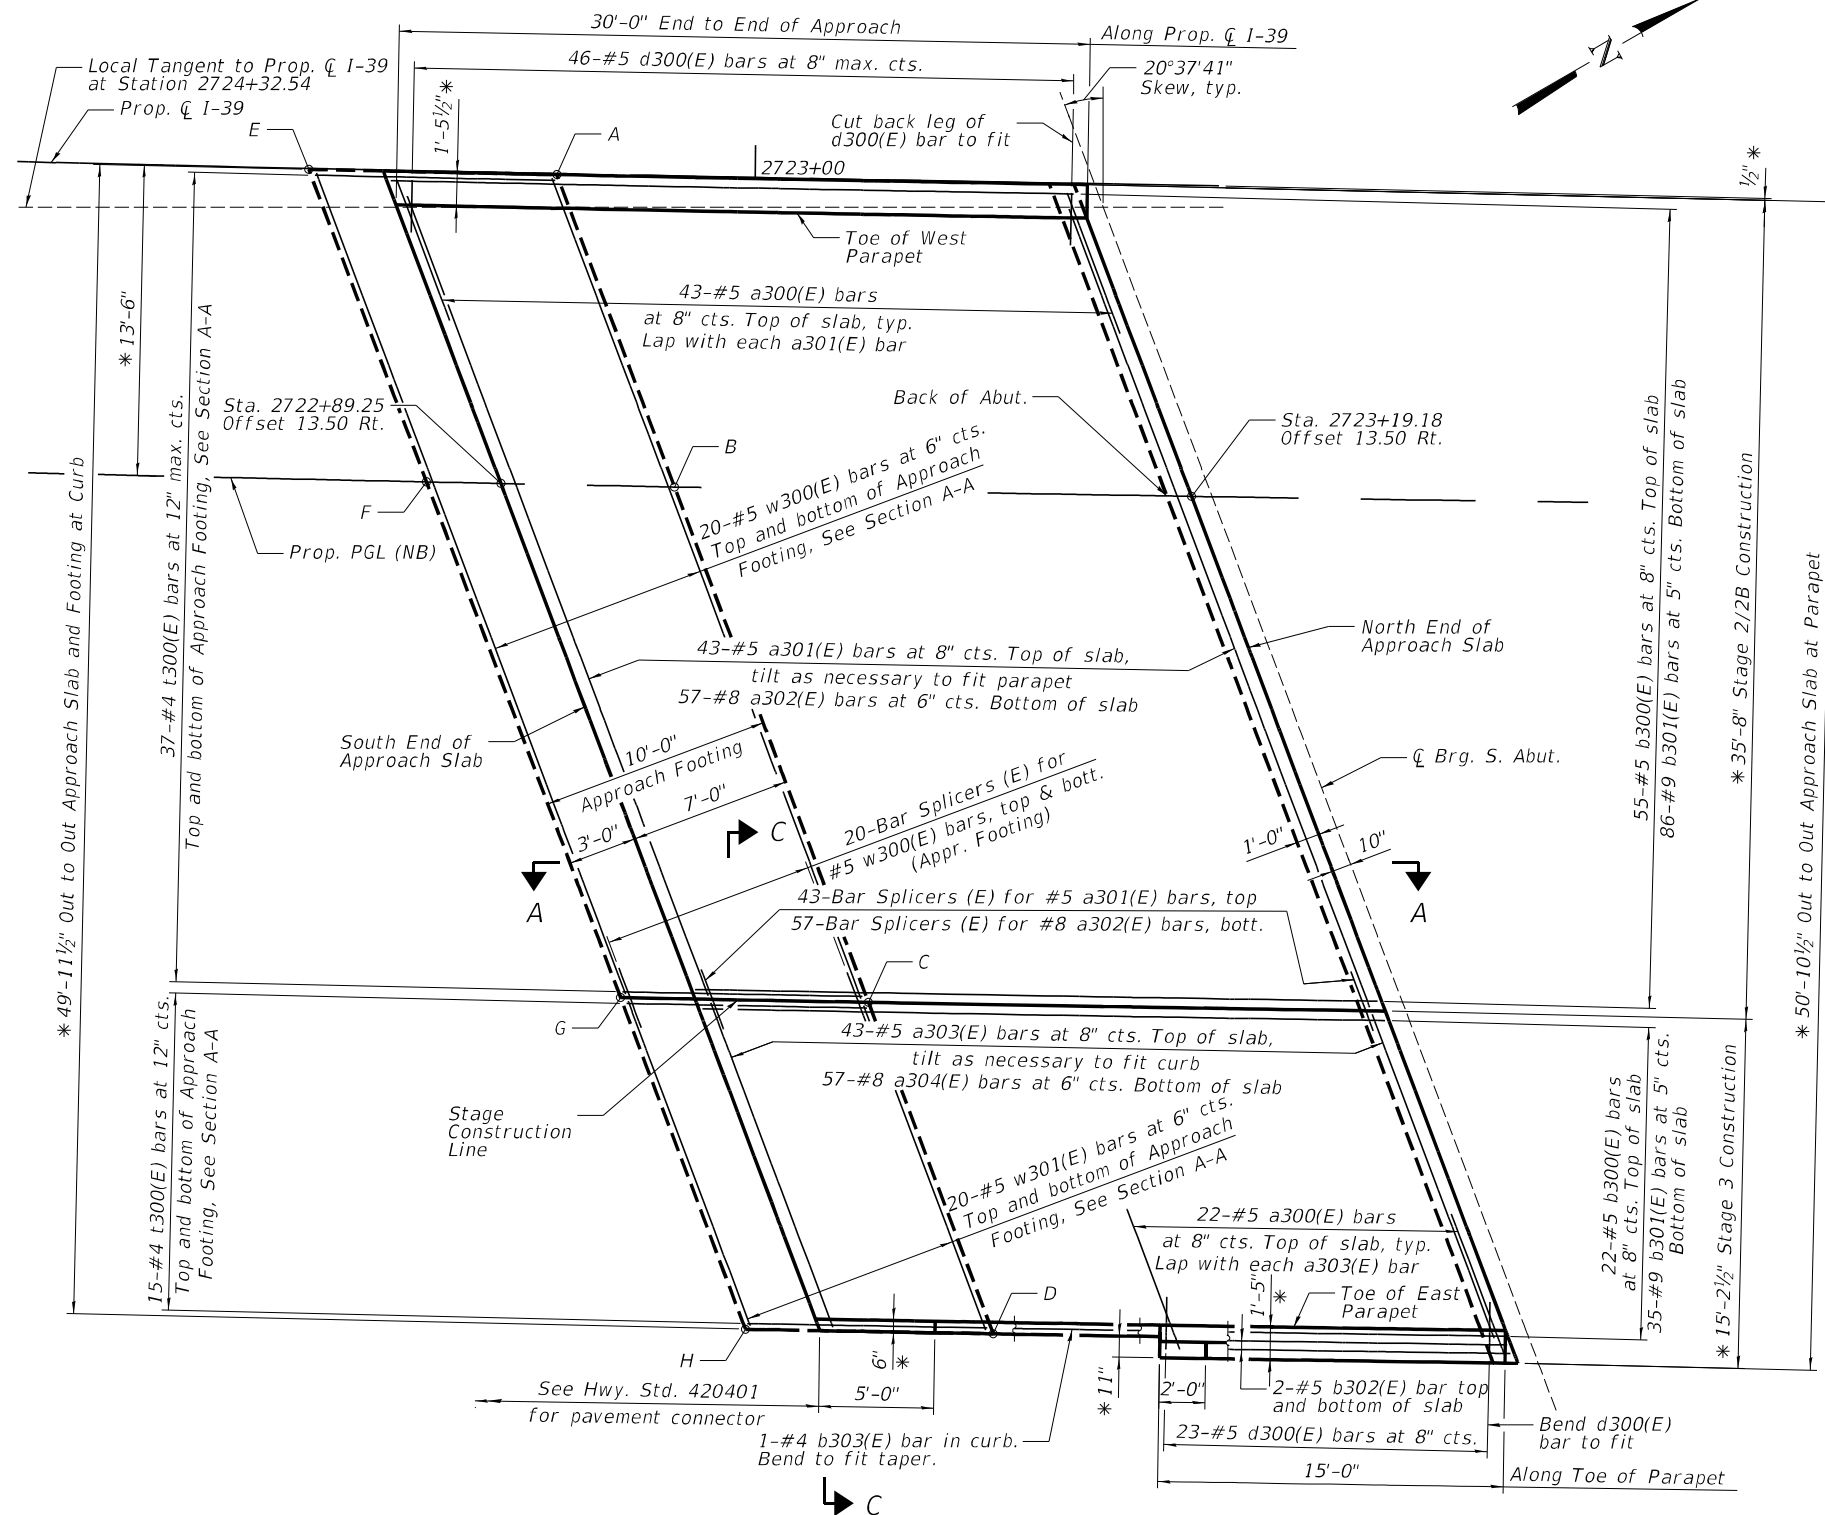 30'-0" End to End of Approach
Along Prop. ℄ I-39
46-#5 d300(E) bars at 8" max. cts.
Local Tangent to Prop. ℄ I-39
at Station 2724+32.54
Prop. ℄ I-39
E
1'-5½"*
A
20°37'41"
Skew, typ.
Cut back leg of
d300(E) bar to fit
N
2723+00
½" *
Toe of West
Parapet
* 13'-6"
43-#5 a300(E) bars
at 8" cts. Top of slab, typ.
Lap with each a301(E) bar
Sta. 2722+89.25
Offset 13.50 Rt.
Back of Abut.
Sta. 2723+19.18
Offset 13.50 Rt.
B
F
Prop. PGL (NB)
20-#5 w300(E) bars at 6" cts.
Top and bottom of Approach
Footing, See Section A-A
* 49'-11½" Out to Out Approach Slab and Footing at Curb
37-#4 t300(E) bars at 12" max. cts.
Top and bottom of Approach Footing, See Section A-A
55-#5 b300(E) bars at 8" cts. Top of slab
86-#9 b301(E) bars at 5" cts. Bottom of slab
* 35'-8" Stage 2/2B Construction
* 50'-10½" Out to Out Approach Slab at Parapet
North End of
Approach Slab
43-#5 a301(E) bars at 8" cts. Top of slab,
tilt as necessary to fit parapet
57-#8 a302(E) bars at 6" cts. Bottom of slab
South End of
Approach Slab
10'-0"
Approach Footing
7'-0"
3'-0"
℄ Brg. S. Abut.
20-Bar Splicers (E) for
#5 w300(E) bars, top & bott.
(Appr. Footing)
C
1'-0"
10"
A
A
43-Bar Splicers (E) for #5 a301(E) bars, top
57-Bar Splicers (E) for #8 a302(E) bars, bott.
C
G
43-#5 a303(E) bars at 8" cts. Top of slab,
tilt as necessary to fit curb
57-#8 a304(E) bars at 6" cts. Bottom of slab
Stage
Construction
Line
15-#4 t300(E) bars at 12" cts.
Top and bottom of Approach
Footing, See Section A-A
20-#5 w301(E) bars at 6" cts.
Top and bottom of Approach
Footing, See Section A-A
22-#5 b300(E) bars
at 8" cts. Top of slab
35-#9 b301(E) bars at 5" cts.
Bottom of slab
* 15'-2½" Stage 3 Construction
22-#5 a300(E) bars
at 8" cts. Top of slab, typ.
Lap with each a303(E) bar
1'-5"
*
Toe of East
Parapet
D
H
6"
*
* 11"
See Hwy. Std. 420401
for pavement connector
5'-0"
2'-0"
2-#5 b302(E) bar top
and bottom of slab
1-#4 b303(E) bar in curb.
Bend to fit taper.
23-#5 d300(E) bars at 8" cts.
Bend d300(E)
bar to fit
15'-0"
Along Toe of Parapet
C